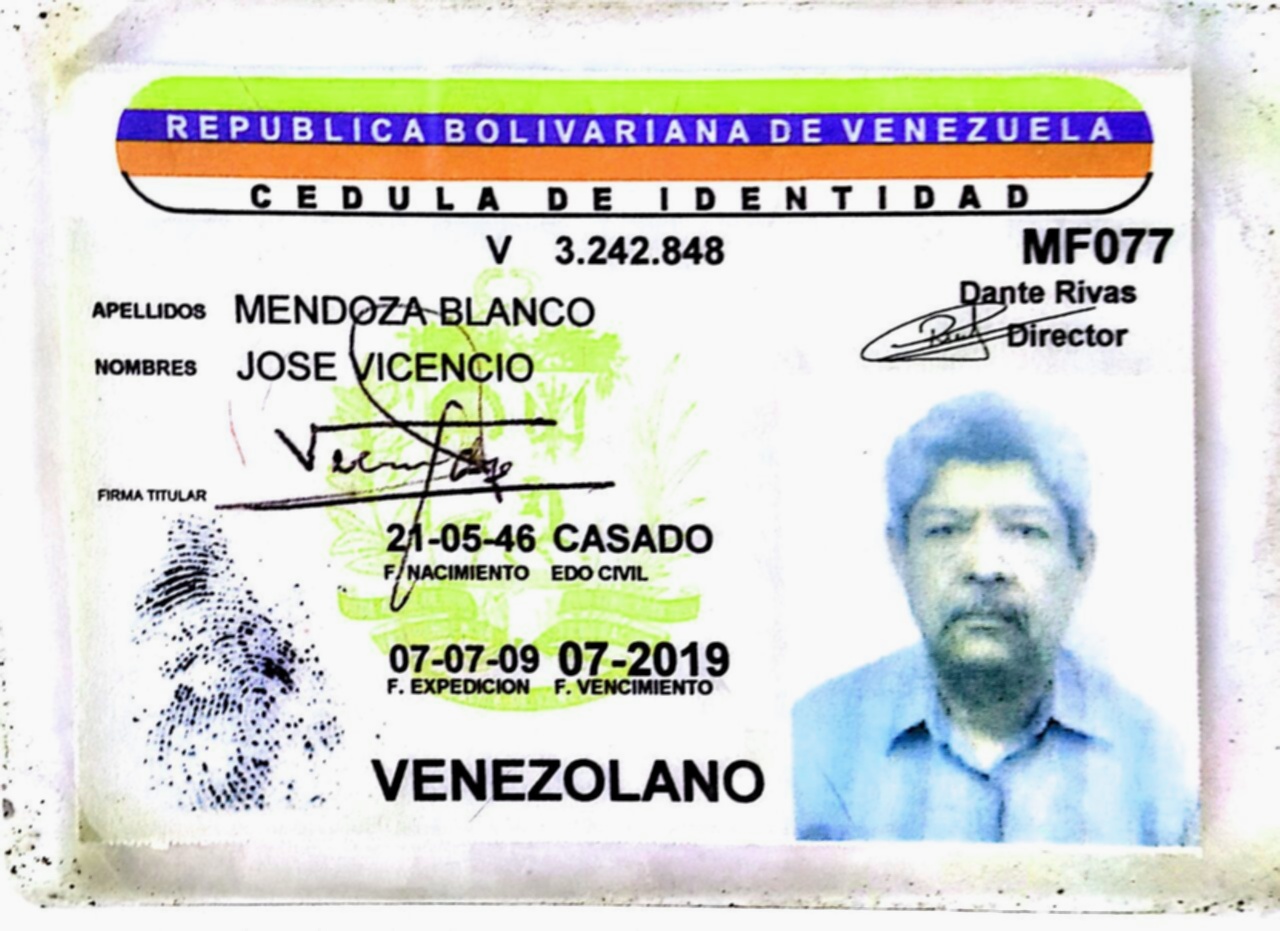 REPUBLICA BOLIVARIANA DE VENEZUELA
CEDULA DE IDENTIDAD
V 3.242.848
MF077
Dante Rivas
Director
APELLIDOS MENDOZA BLANCO
NOMBRES JOSE VICENCIO
FIRMA TITULAR
21-05-46 CASADO
F. NACIMIENTO EDO CIVIL
07-07-09 07-2019
F. EXPEDICION F. VENCIMIENTO
VENEZOLANO